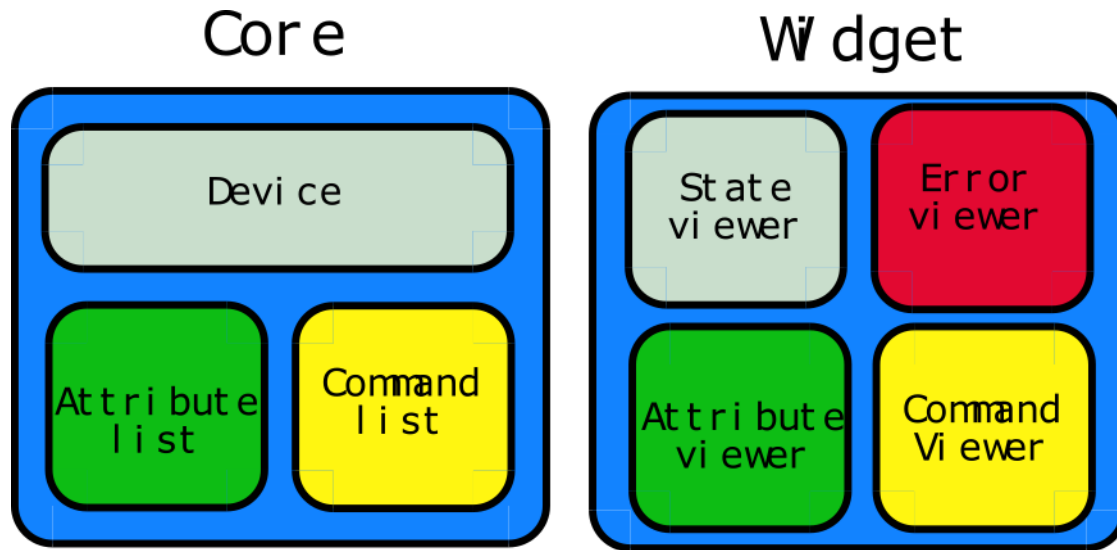 Core
Widget
Device
Attribute
list
Command
list
State
viewer
Error
viewer
Attribute
viewer
Command
Viewer